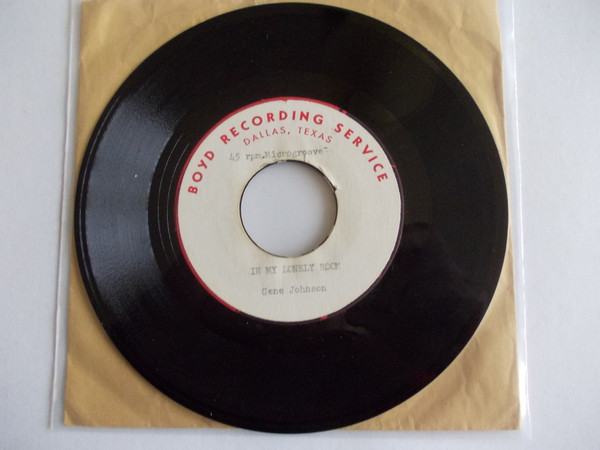 BOYD RECORDING SERVICE
DALLAS, TEXAS
45 rpm.Microgroove
IN MY LONELY ROOM
Gene Johnson